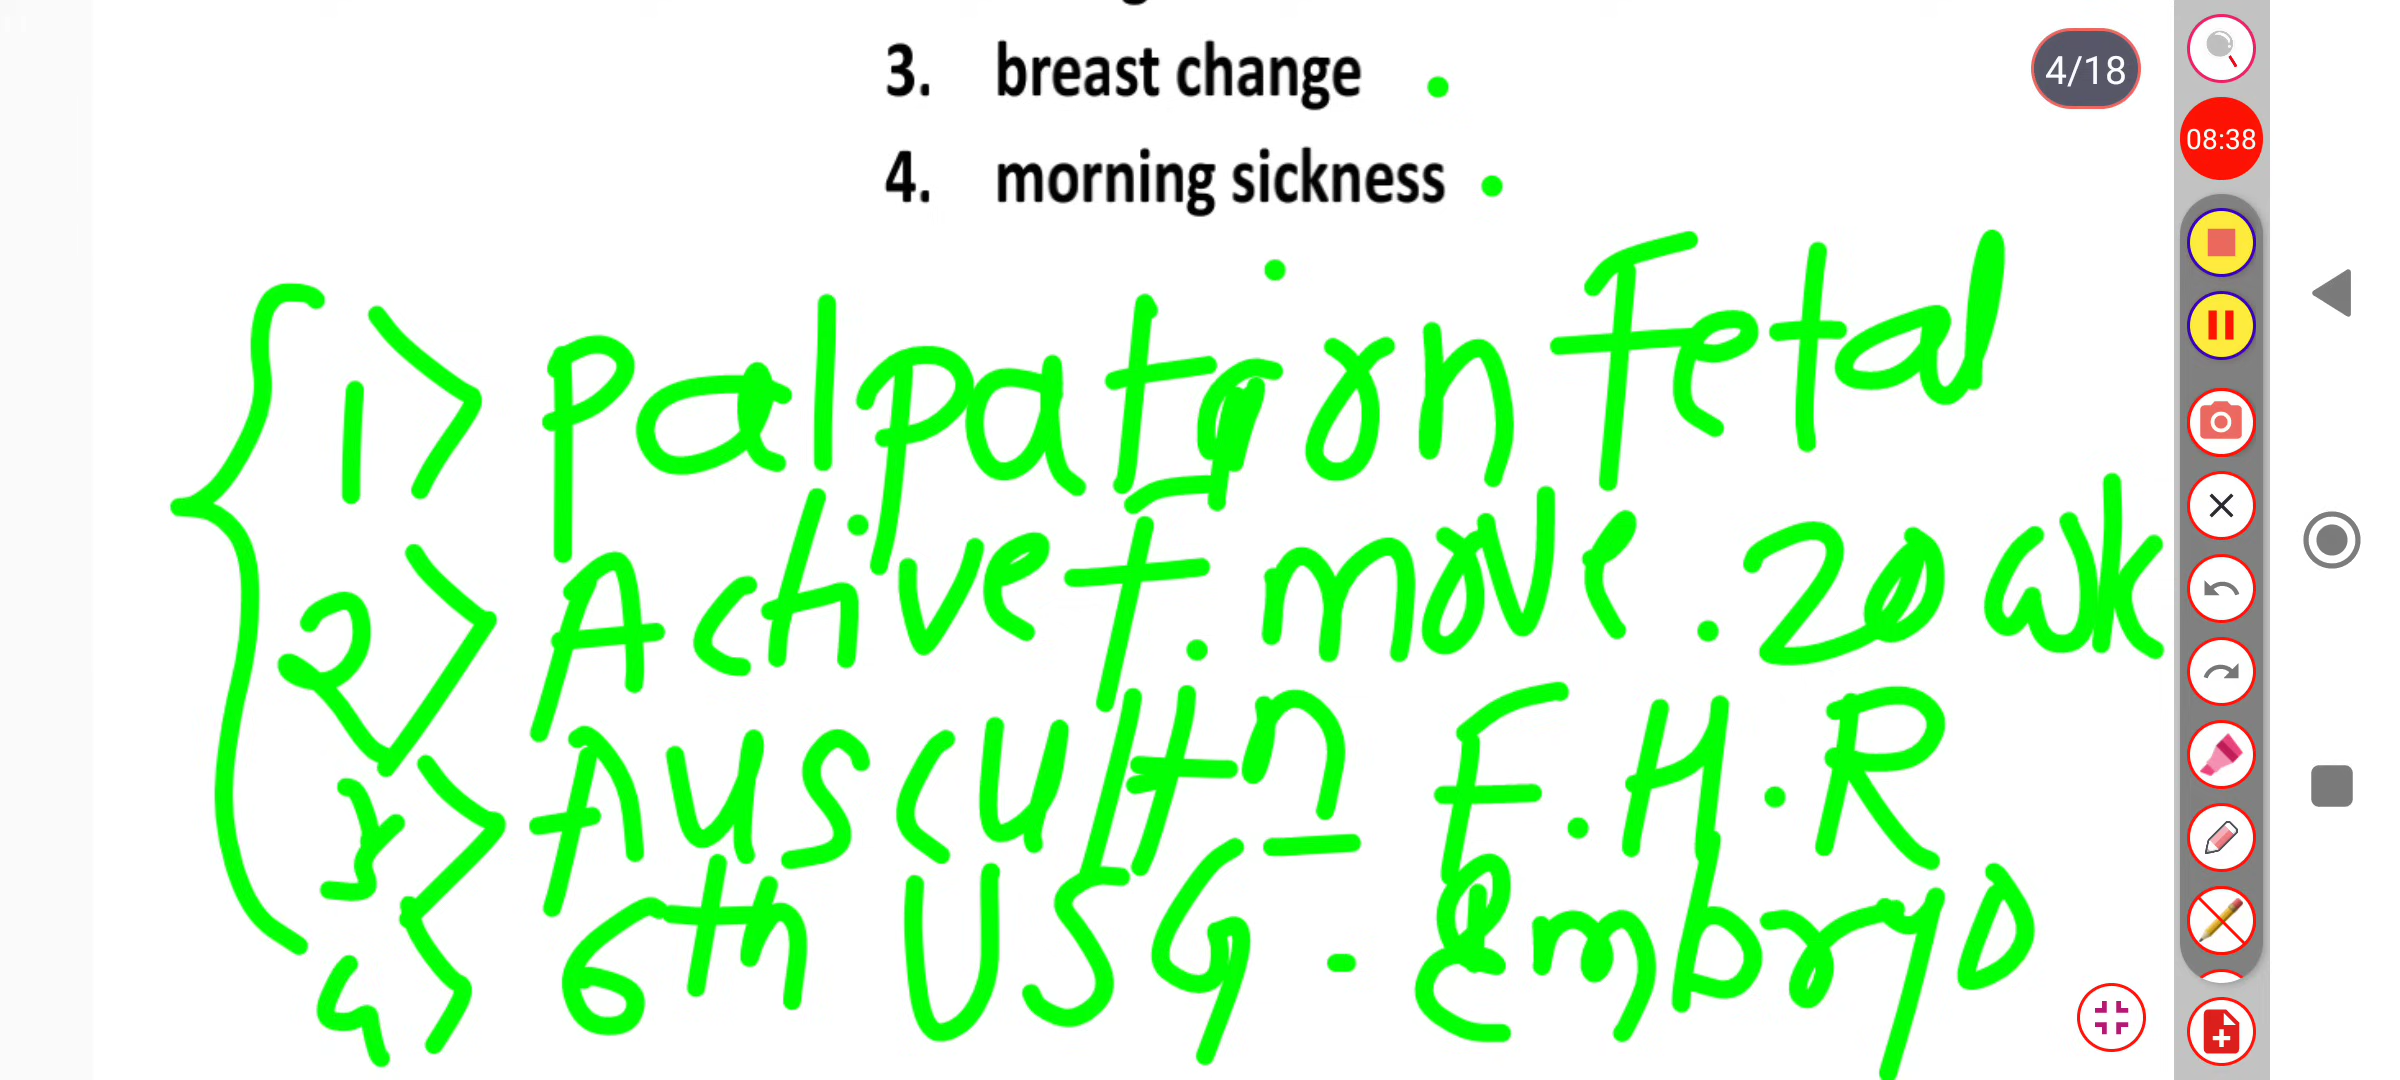 3. breast change
4/18
08:38
4. morning sickness
1> Palpation Fetal
2> Active f. move. 20 wk
3> Auscultn F.H.R
4> 6th USG - embryo